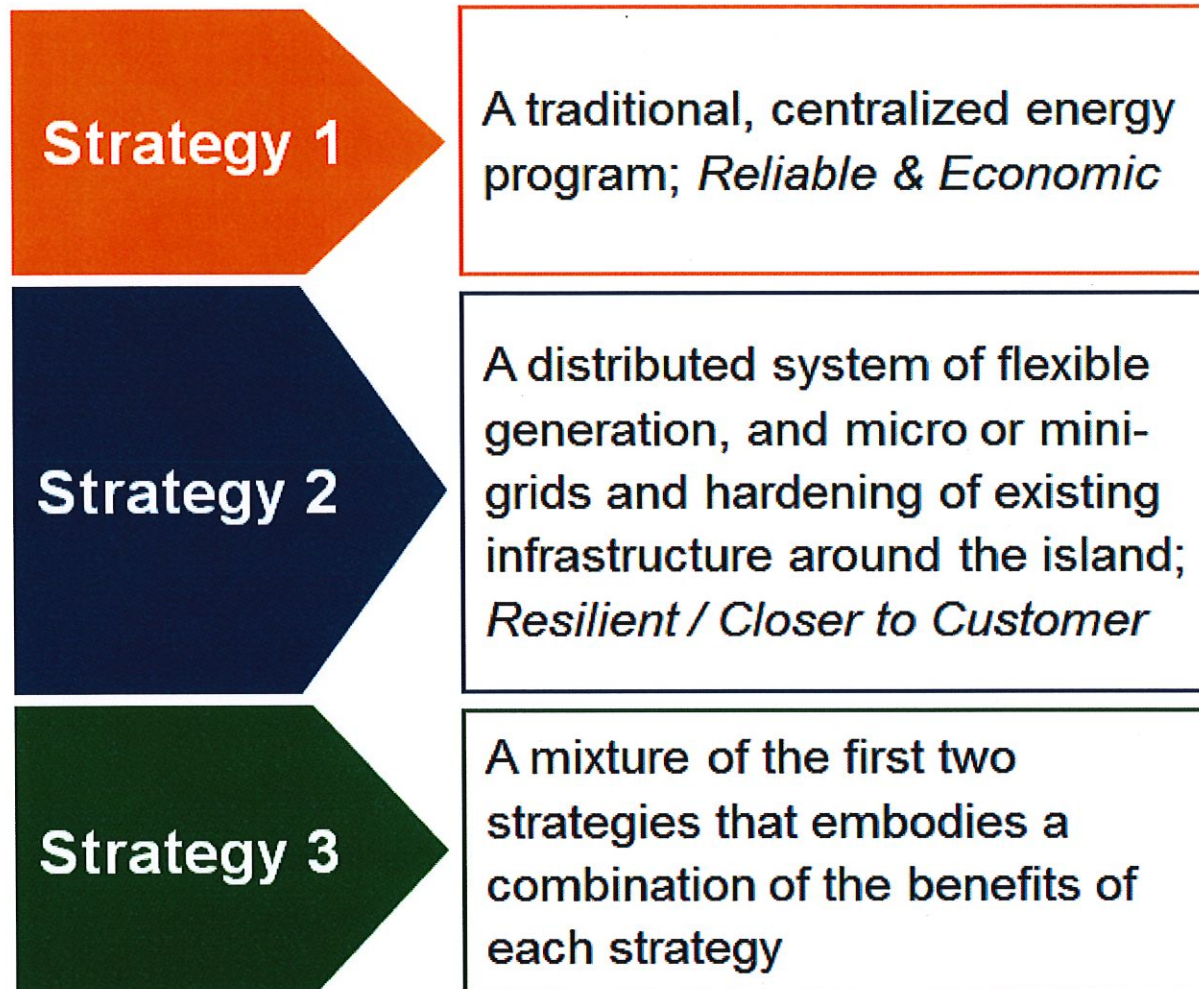 Strategy 1
A traditional, centralized energy
program; Reliable & Economic
Strategy 2
A distributed system of flexible
generation, and micro or mini-
grids and hardening of existing
infrastructure around the island;
Resilient / Closer to Customer
Strategy 3
A mixture of the first two
strategies that embodies a
combination of the benefits of
each strategy